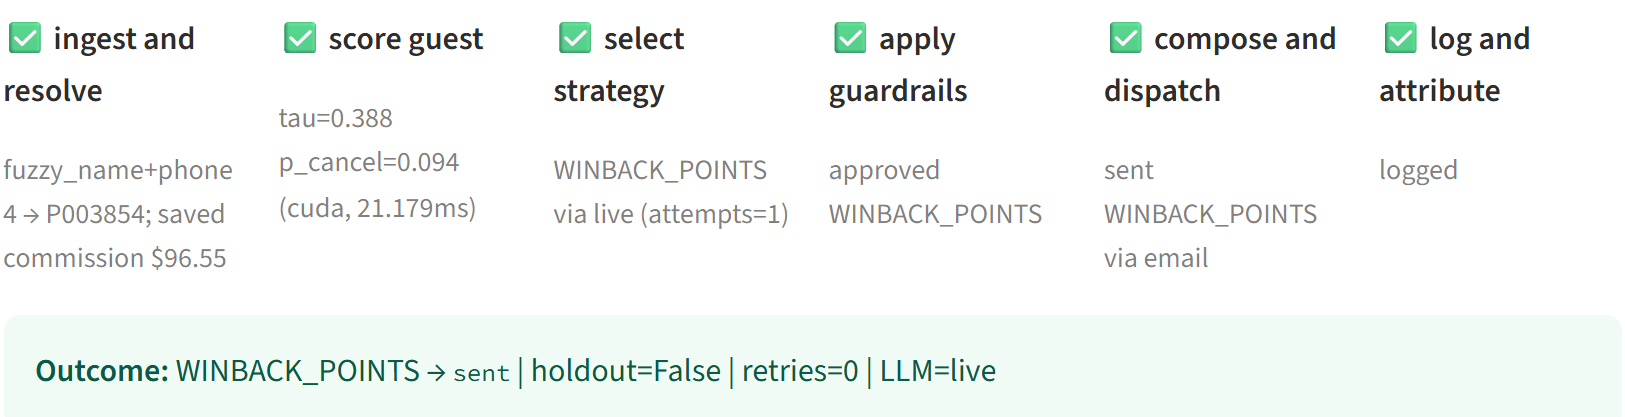 ✅ ingest and
resolve
fuzzy_name+phone
4 → P003854; saved
commission $96.55
✅ score guest
tau=0.388
p_cancel=0.094
(cuda, 21.179ms)
✅ select
strategy
WINBACK_POINTS
via live (attempts=1)
✅ apply
guardrails
approved
WINBACK_POINTS
✅ compose and
dispatch
sent
WINBACK_POINTS
via email
✅ log and
attribute
logged
Outcome: WINBACK_POINTS → sent | holdout=False | retries=0 | LLM=live